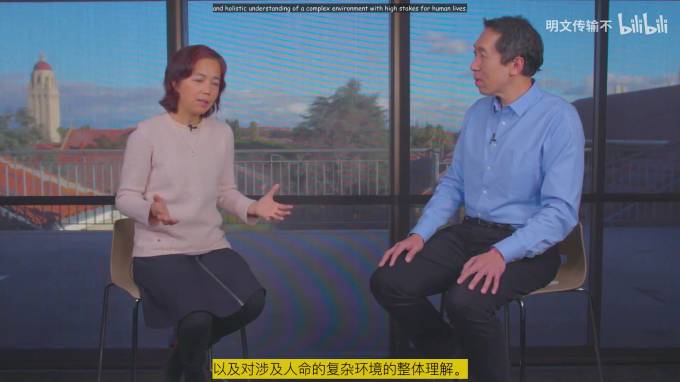 and holistic understanding of a complex environment with high stakes for human lives.
明文传输不 bilibili
以及对涉及人命的复杂环境的整体理解。